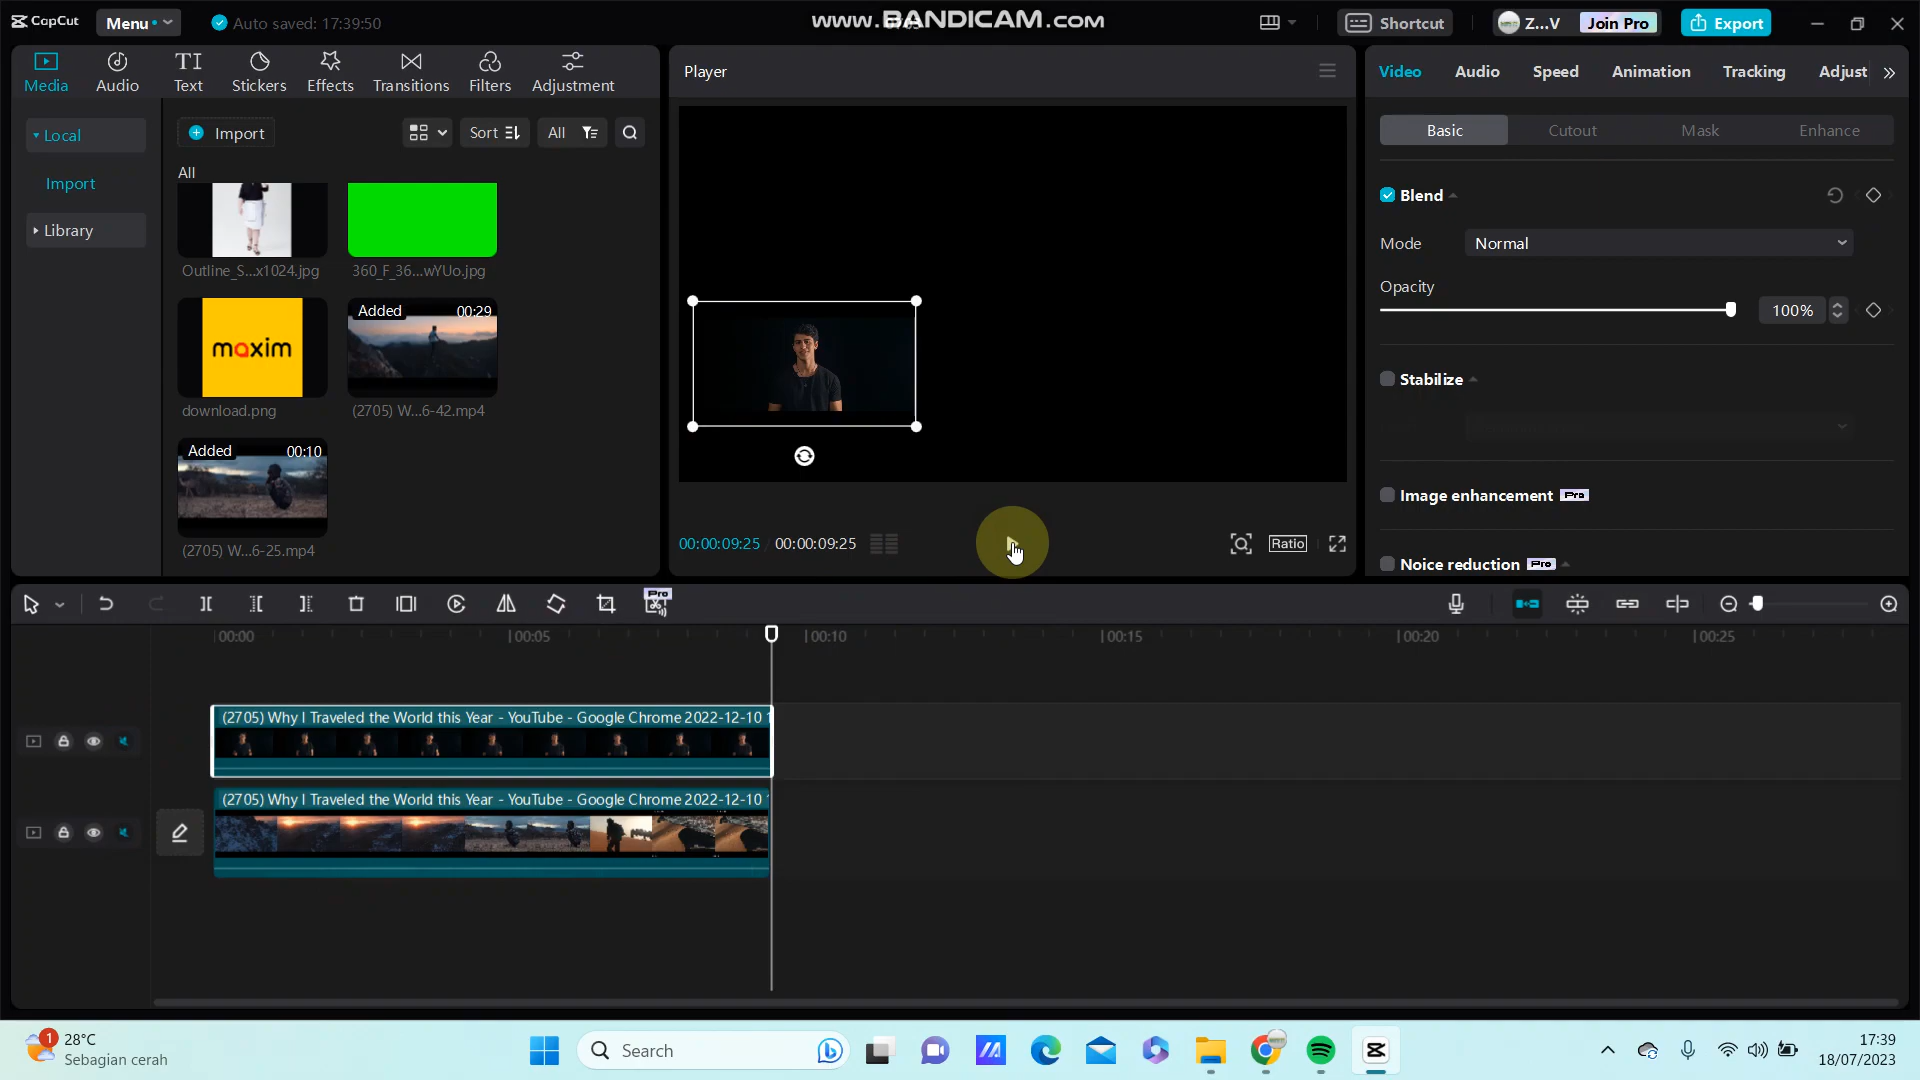 CapCut
Menu
Auto saved: 17:39:50
www.BANDICAM.com
Shortcut
Z...V
Join Pro
Export
Media
Audio
Text
Stickers
Effects
Transitions
Filters
Adjustment
Player
Video
Audio
Speed
Animation
Tracking
Adjust
Local
Import
Library
Import
Sort
All
All
Outline_S...x1024.jpg
360_F_36...wYUo.jpg
maxim
download.png
Added
00:29
(2705) W...6-42.mp4
Added
00:10
(2705) W...6-25.mp4
00:00:09:25
00:00:09:25
Ratio
Basic
Cutout
Mask
Enhance
Blend
Mode
Normal
Opacity
100%
Stabilize
Image enhancement
Pro
Noice reduction
Pro
Pro
00:00
00:05
00:10
00:15
00:20
00:25
(2705) Why I Traveled the World this Year - YouTube - Google Chrome 2022-12-10
(2705) Why I Traveled the World this Year - YouTube - Google Chrome 2022-12-10
1
28°C
Sebagian cerah
Search
17:39
18/07/2023